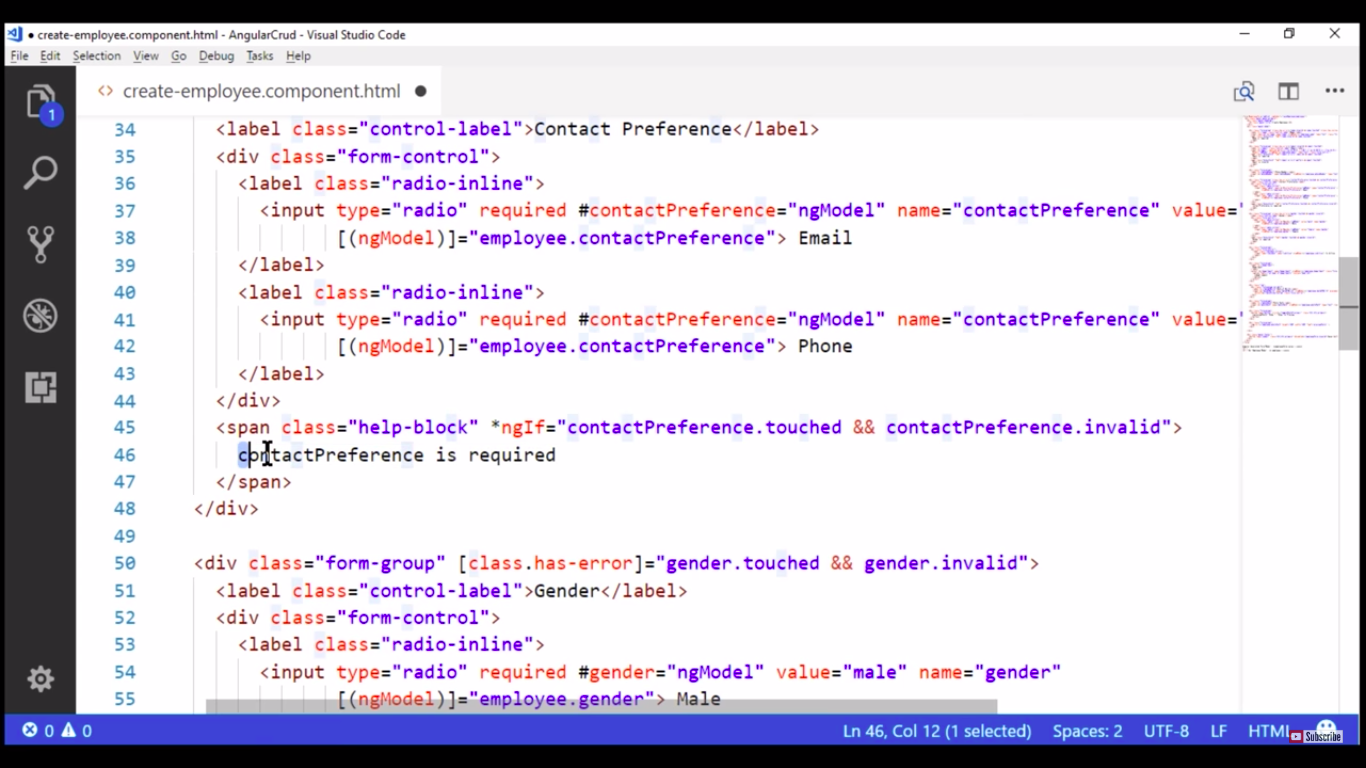 ● create-employee.component.html - AngularCrud - Visual Studio Code
File Edit Selection View Go Debug Tasks Help
<> create-employee.component.html ●
1
34 <label class="control-label">Contact Preference</label>
35 <div class="form-control">
36 <label class="radio-inline">
37 <input type="radio" required #contactPreference="ngModel" name="contactPreference" value="
38 [(ngModel)]="employee.contactPreference"> Email
39 </label>
40 <label class="radio-inline">
41 <input type="radio" required #contactPreference="ngModel" name="contactPreference" value="
42 [(ngModel)]="employee.contactPreference"> Phone
43 </label>
44 </div>
45 <span class="help-block" *ngIf="contactPreference.touched && contactPreference.invalid">
46 contactPreference is required
47 </span>
48 </div>
49
50 <div class="form-group" [class.has-error]="gender.touched && gender.invalid">
51 <label class="control-label">Gender</label>
52 <div class="form-control">
53 <label class="radio-inline">
54 <input type="radio" required #gender="ngModel" value="male" name="gender"
55 [(ngModel)]="employee.gender"> Male
0 0 Ln 46, Col 12 (1 selected) Spaces: 2 UTF-8 LF HTML Subscribe